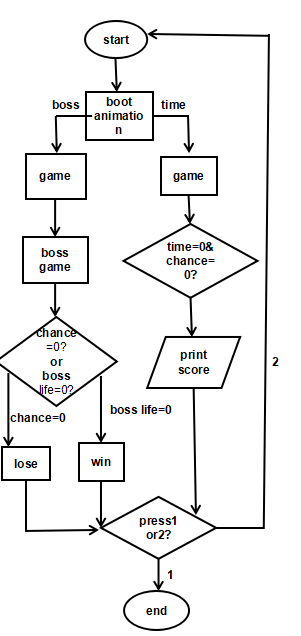 start
boss
boot
animatio
n
time
game
game
boss
game
time=0&
chance=
0?
chance
=0?
or
boss
life=0?
print
score
2
chance=0
boss life=0
lose
win
press1
or2?
1
end